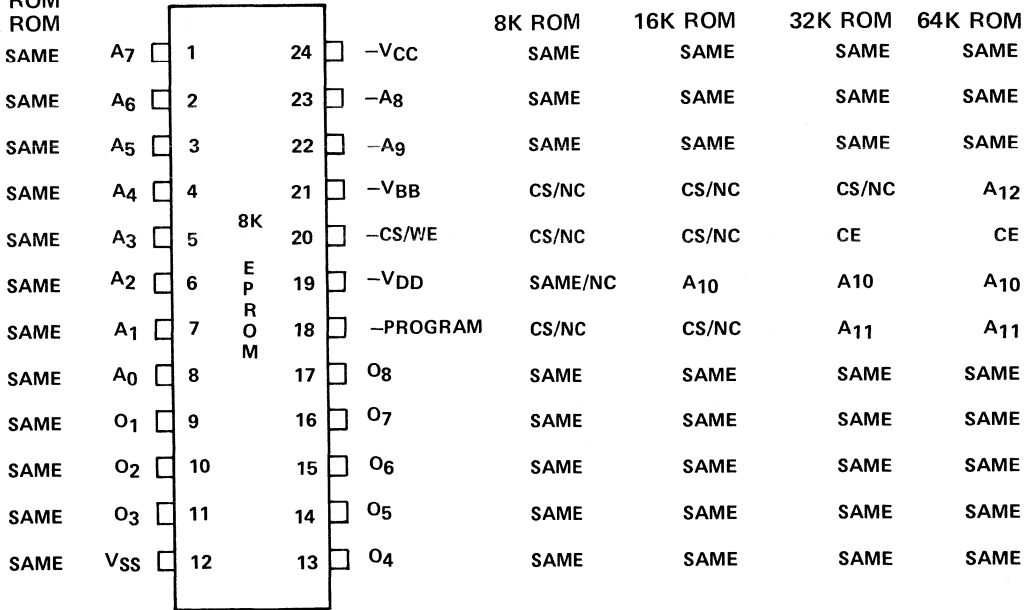 ROM
ROM 8K ROM 16K ROM 32K ROM 64K ROM
SAME A7 1 24 –VCC SAME SAME SAME SAME
SAME A6 2 23 –A8 SAME SAME SAME SAME
SAME A5 3 22 –A9 SAME SAME SAME SAME
SAME A4 4 21 –VBB CS/NC CS/NC CS/NC A12
8K
SAME A3 5 20 –CS/WE CS/NC CS/NC CE CE
SAME A2 6 19 –VDD SAME/NC A10 A10 A10
SAME A1 7 18 –PROGRAM CS/NC CS/NC A11 A11
EPROM
SAME A0 8 17 O8 SAME SAME SAME SAME
SAME O1 9 16 O7 SAME SAME SAME SAME
SAME O2 10 15 O6 SAME SAME SAME SAME
SAME O3 11 14 O5 SAME SAME SAME SAME
SAME VSS 12 13 O4 SAME SAME SAME SAME